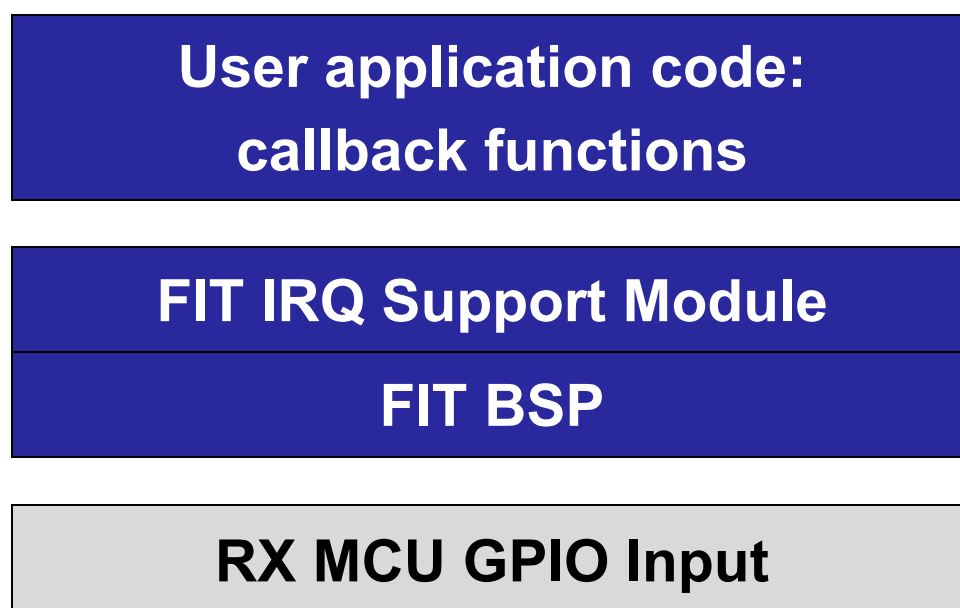 User application code:
callback functions
FIT IRQ Support Module
FIT BSP
RX MCU GPIO Input